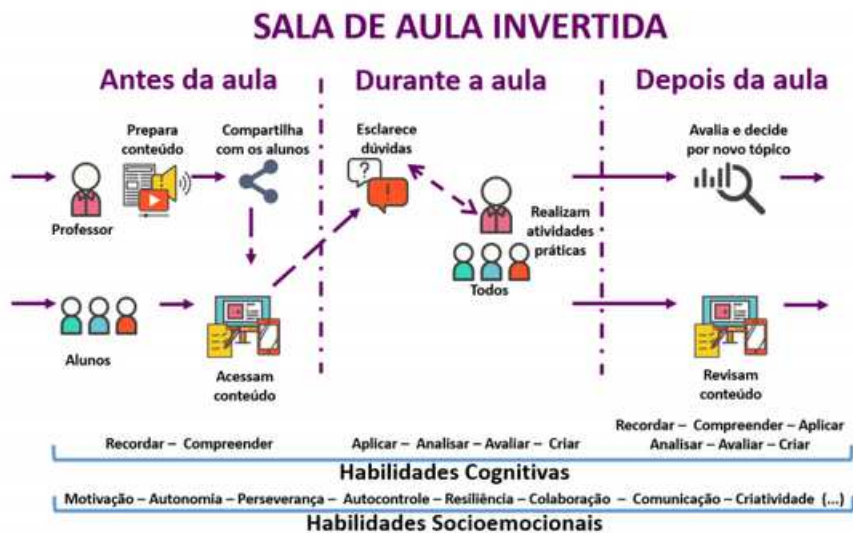 SALA DE AULA INVERTIDA
Antes da aula
Durante a aula
Depois da aula
Prepara
conteúdo
Compartilha
com os alunos
Professor
Alunos
Acessam
conteúdo
Esclarece
dúvidas
?
!
Realizam
atividades
práticas
Todos
Avalia e decide
por novo tópico
Revisam
conteúdo
Recordar – Compreender
Aplicar – Analisar – Avaliar – Criar
Recordar – Compreender – Aplicar
Analisar – Avaliar – Criar
Habilidades Cognitivas
Motivação – Autonomia – Perseverança – Autocontrole – Resiliência – Colaboração – Comunicação – Criatividade (...)
Habilidades Socioemocionais